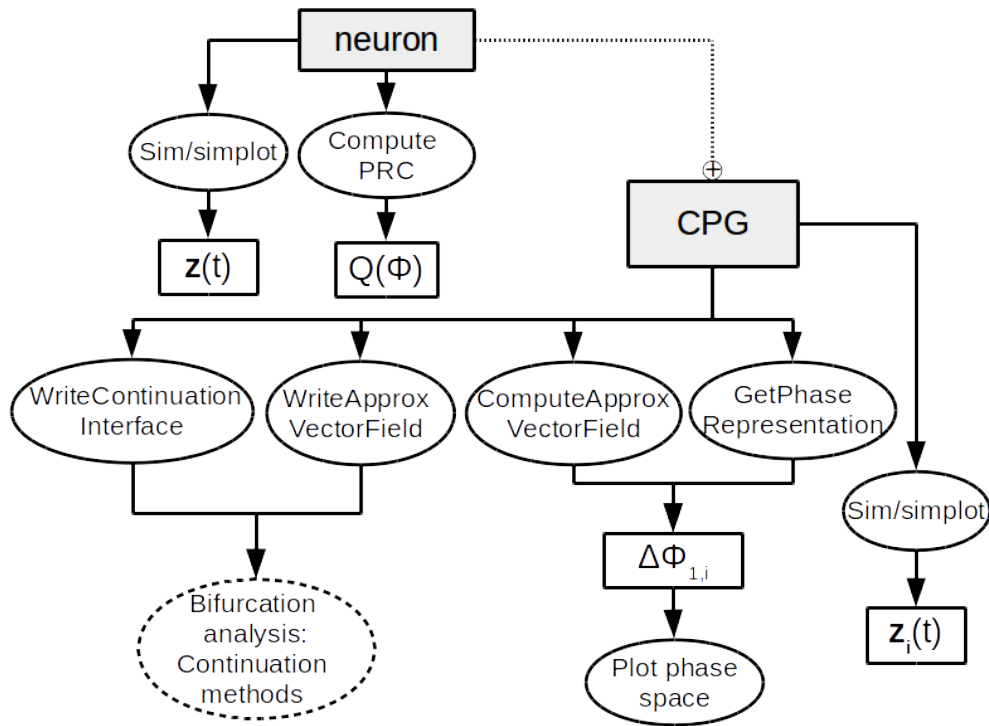 neuron
Sim/simplot
Compute
PRC
z(t)
Q(Φ)
CPG
WriteContinuation
Interface
WriteApprox
VectorField
ComputeApprox
VectorField
GetPhase
Representation
Sim/simplot
ΔΦ1,i
zi(t)
Bifurcation
analysis:
Continuation
methods
Plot phase
space